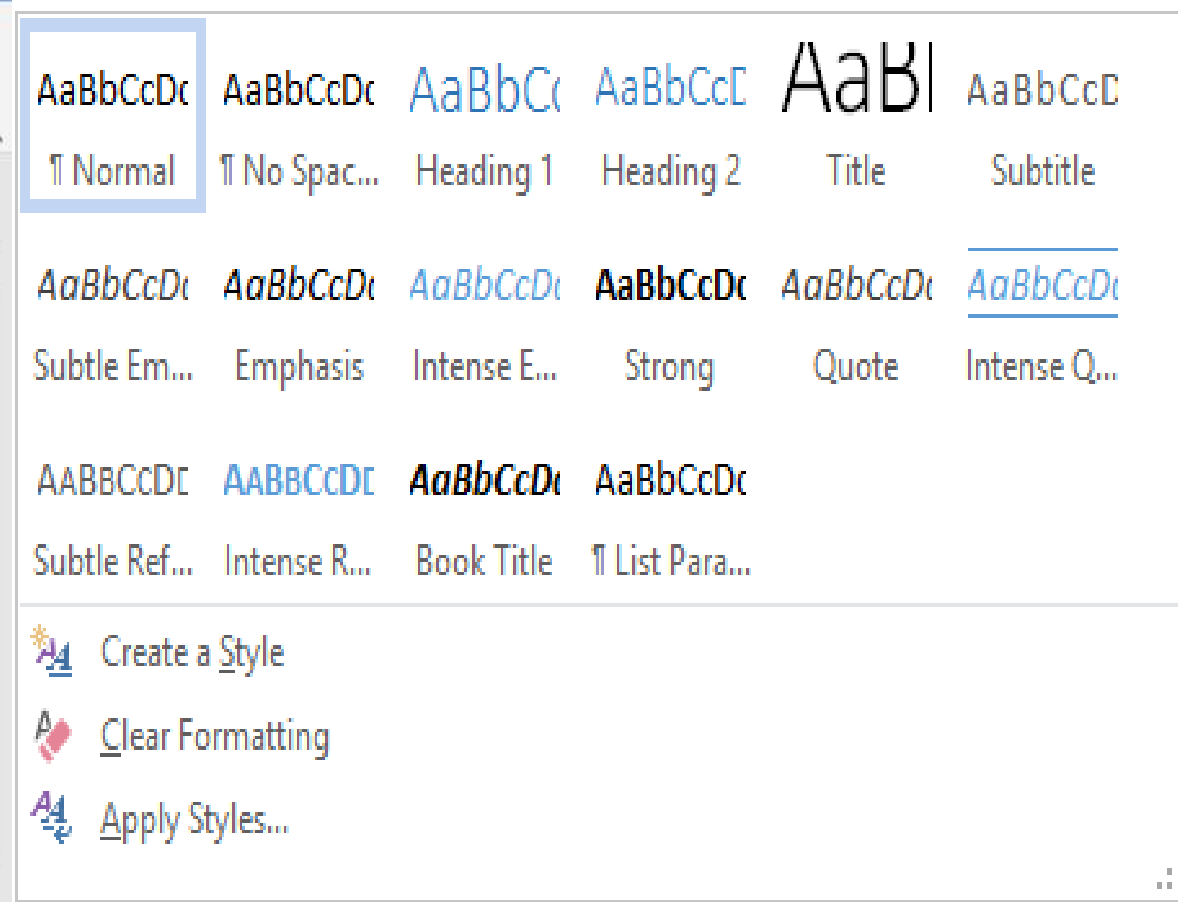 AaBbCcDc AaBbCcDc AaBbCc AaBbCcD AaBl AaBbCcD
¶ Normal ¶ No Spac... Heading 1 Heading 2 Title Subtitle
AaBbCcDc AaBbCcDc AaBbCcDc AaBbCcDc AaBbCcDc AaBbCcDc
Subtle Em... Emphasis Intense E... Strong Quote Intense Q...
AABBCCDD AABBCCDD AaBbCcDc AaBbCcDc
Subtle Ref... Intense R... Book Title ¶ List Para...
Create a Style
Clear Formatting
Apply Styles...